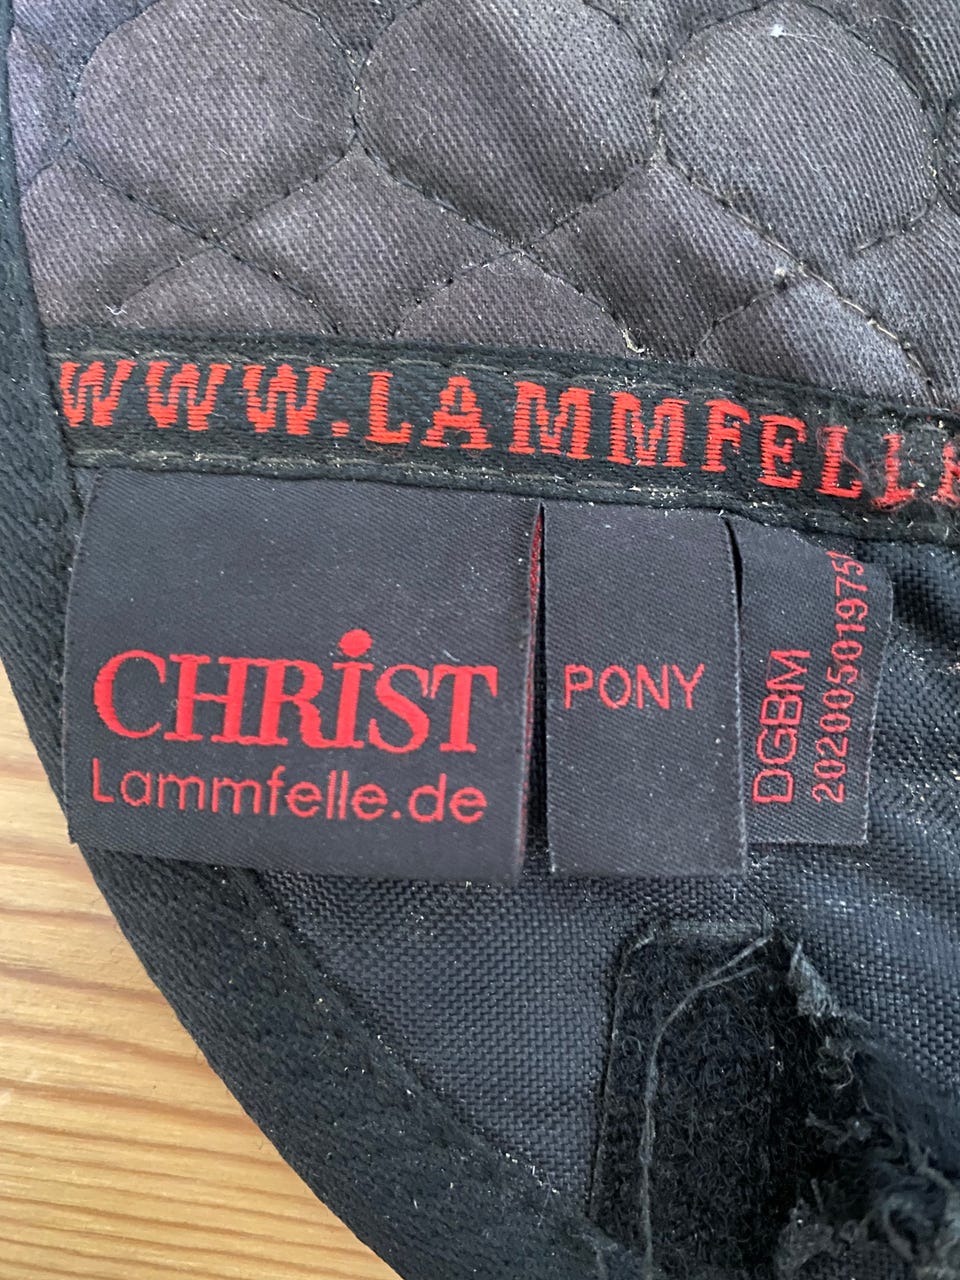 WWW.LAMMFELL
CHRiST
Lammfelle.de
PONY
DGBM
20200501975